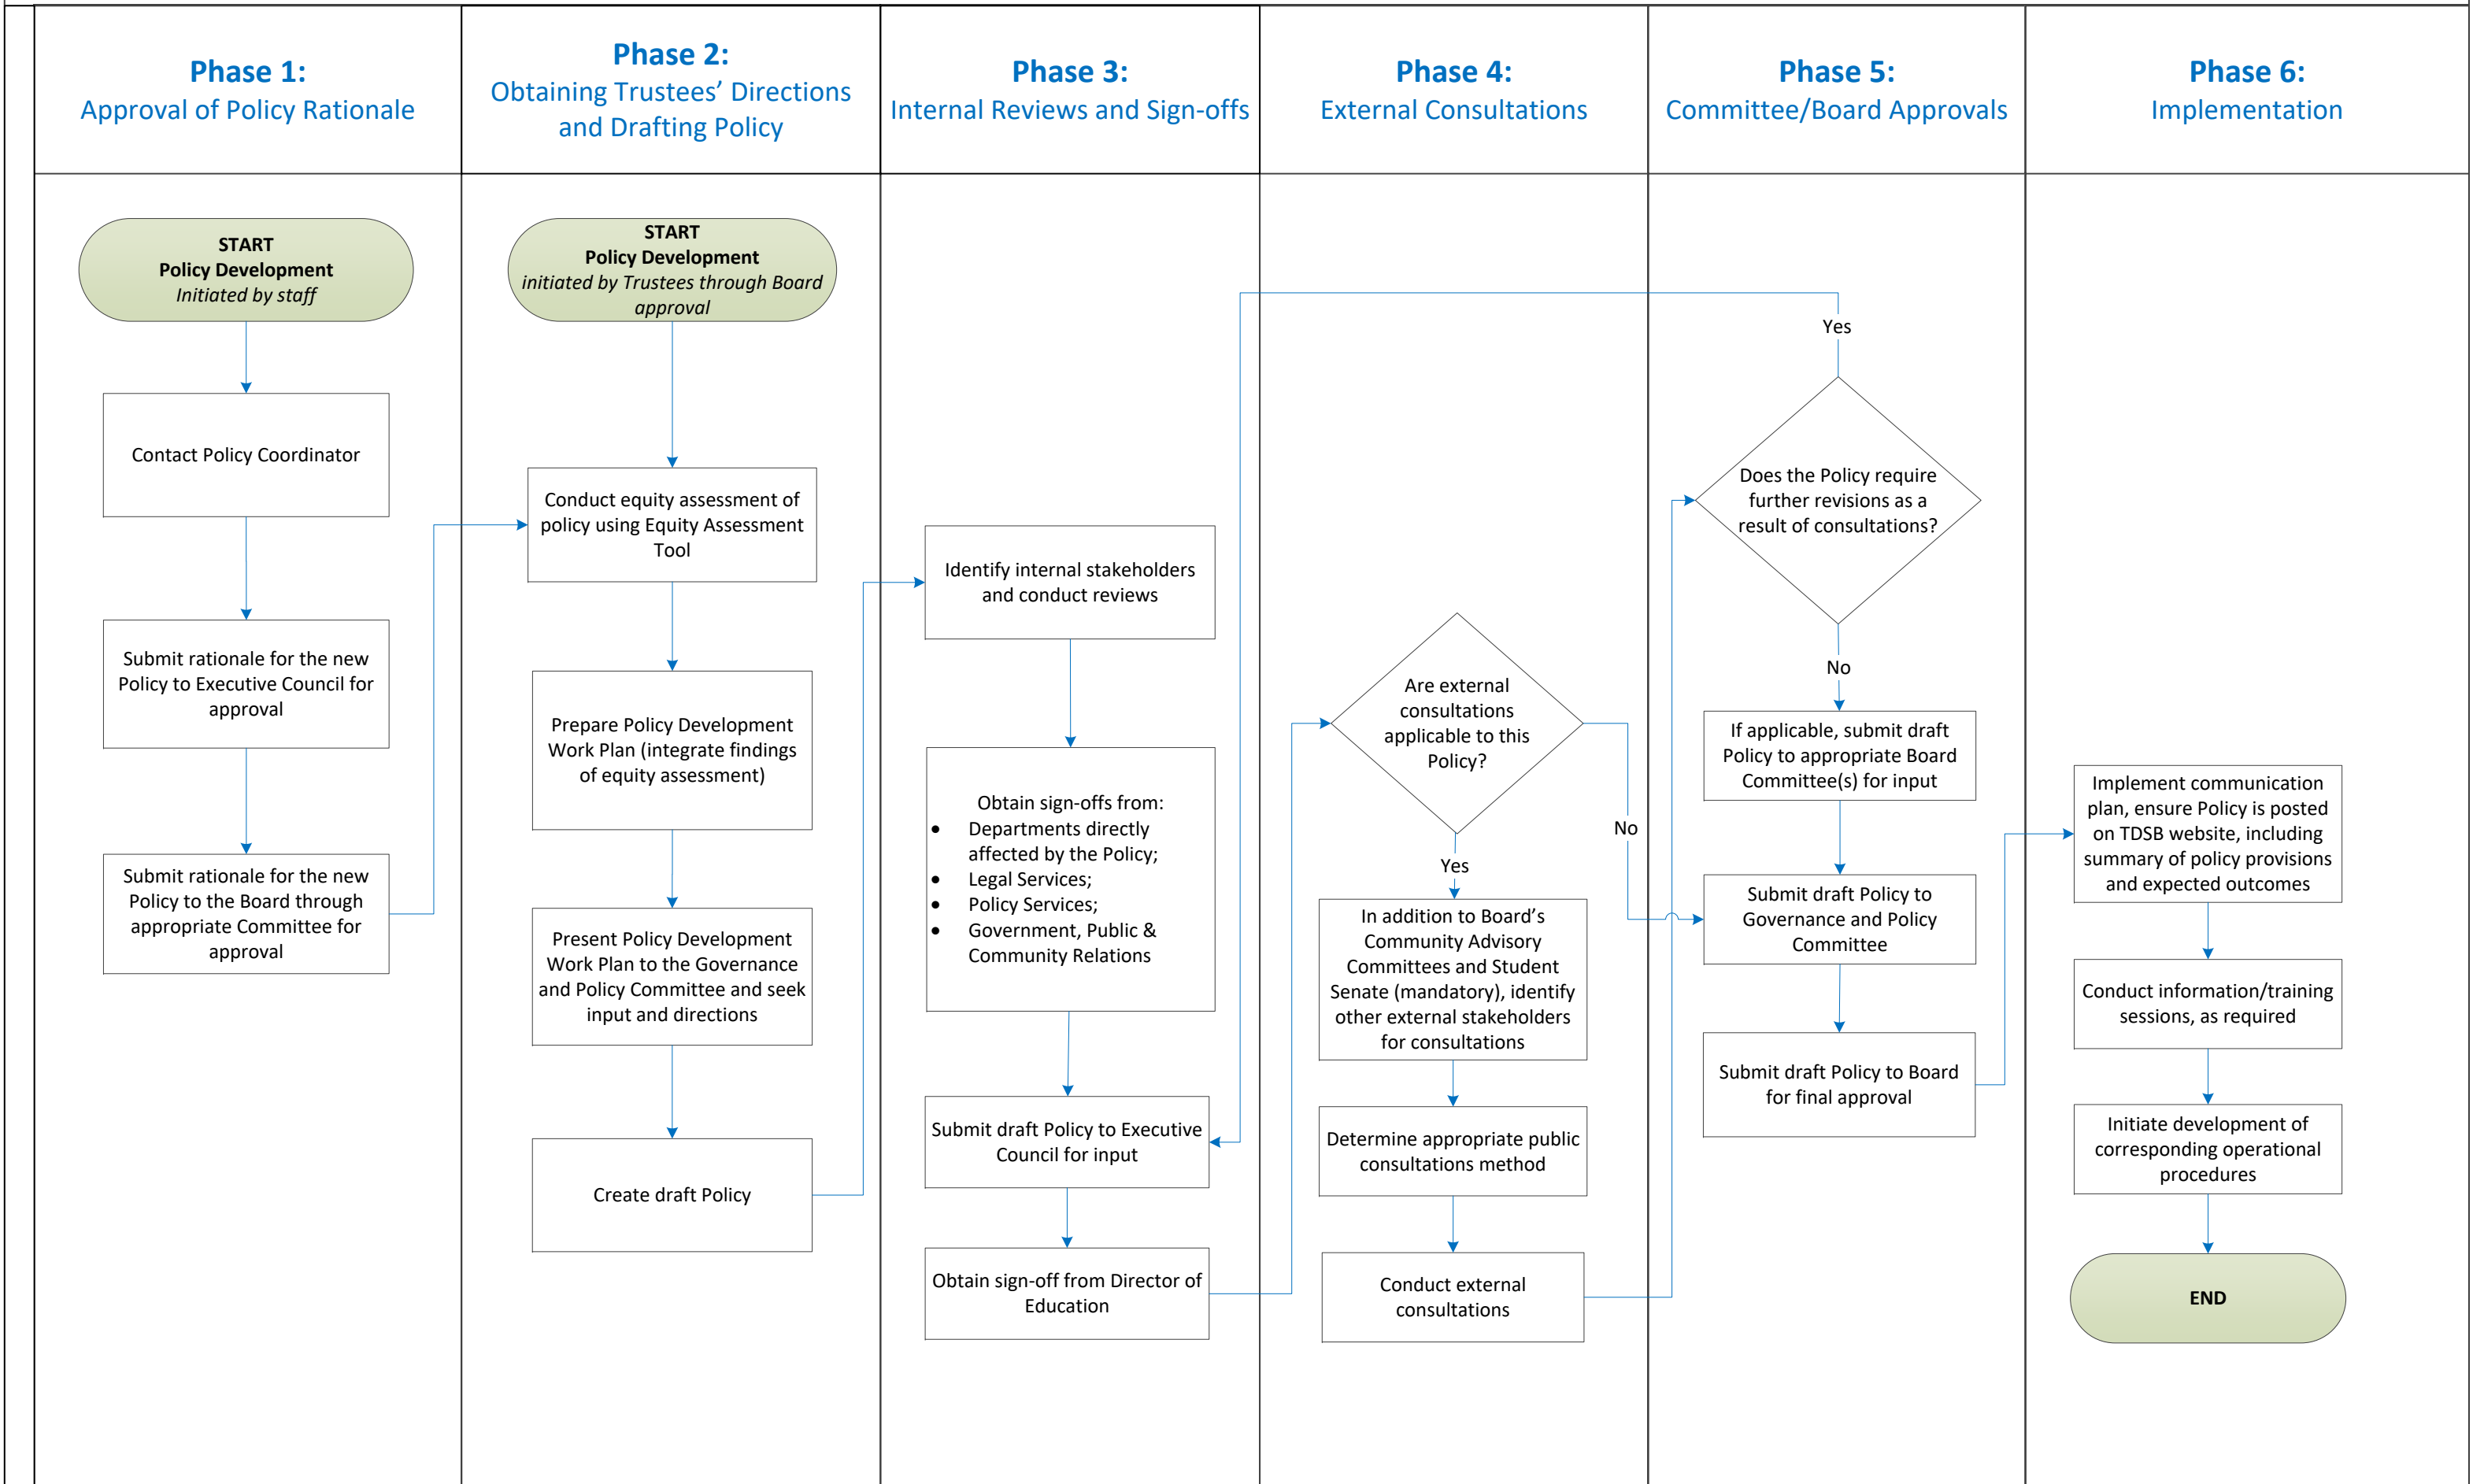 Phase 1:
Approval of Policy Rationale
Phase 2:
Obtaining Trustees’ Directions
and Drafting Policy
Phase 3:
Internal Reviews and Sign-offs
Phase 4:
External Consultations
Phase 5:
Committee/Board Approvals
Phase 6:
Implementation
START
Policy Development
Initiated by staff
Contact Policy Coordinator
Submit rationale for the new
Policy to Executive Council for
approval
Submit rationale for the new
Policy to the Board through
appropriate Committee for
approval
START
Policy Development
initiated by Trustees through Board
approval
Conduct equity assessment of
policy using Equity Assessment
Tool
Prepare Policy Development
Work Plan (integrate findings
of equity assessment)
Present Policy Development
Work Plan to the Governance
and Policy Committee and seek
input and directions
Create draft Policy
Identify internal stakeholders
and conduct reviews
Obtain sign-offs from:
• Departments directly
affected by the Policy;
• Legal Services;
• Policy Services;
• Government, Public &
Community Relations
Submit draft Policy to Executive
Council for input
Obtain sign-off from Director of
Education
Are external
consultations
applicable to this
Policy?
No
Yes
In addition to Board’s
Community Advisory
Committees and Student
Senate (mandatory), identify
other external stakeholders
for consultations
Determine appropriate public
consultations method
Conduct external
consultations
Yes
Does the Policy require
further revisions as a
result of consultations?
No
If applicable, submit draft
Policy to appropriate Board
Committee(s) for input
Submit draft Policy to
Governance and Policy
Committee
Submit draft Policy to Board
for final approval
Implement communication
plan, ensure Policy is posted
on TDSB website, including
summary of policy provisions
and expected outcomes
Conduct information/training
sessions, as required
Initiate development of
corresponding operational
procedures
END